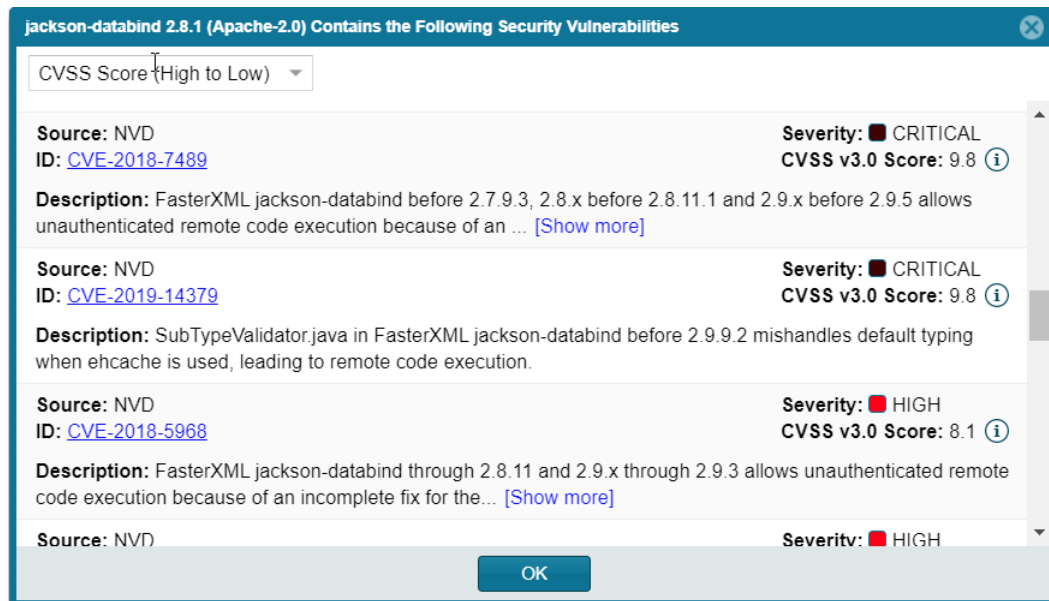 jackson-databind 2.8.1 (Apache-2.0) Contains the Following Security Vulnerabilities
CVSS Score (High to Low)
Source: NVD
Severity: CRITICAL
ID: CVE-2018-7489
CVSS v3.0 Score: 9.8
Description: FasterXML jackson-databind before 2.7.9.3, 2.8.x before 2.8.11.1 and 2.9.x before 2.9.5 allows
unauthenticated remote code execution because of an ... [Show more]
Source: NVD
Severity: CRITICAL
ID: CVE-2019-14379
CVSS v3.0 Score: 9.8
Description: SubTypeValidator.java in FasterXML jackson-databind before 2.9.9.2 mishandles default typing
when ehcache is used, leading to remote code execution.
Source: NVD
Severity: HIGH
ID: CVE-2018-5968
CVSS v3.0 Score: 8.1
Description: FasterXML jackson-databind through 2.8.11 and 2.9.x through 2.9.3 allows unauthenticated remote
code execution because of an incomplete fix for the... [Show more]
Source: NVD
Severity: HIGH
OK